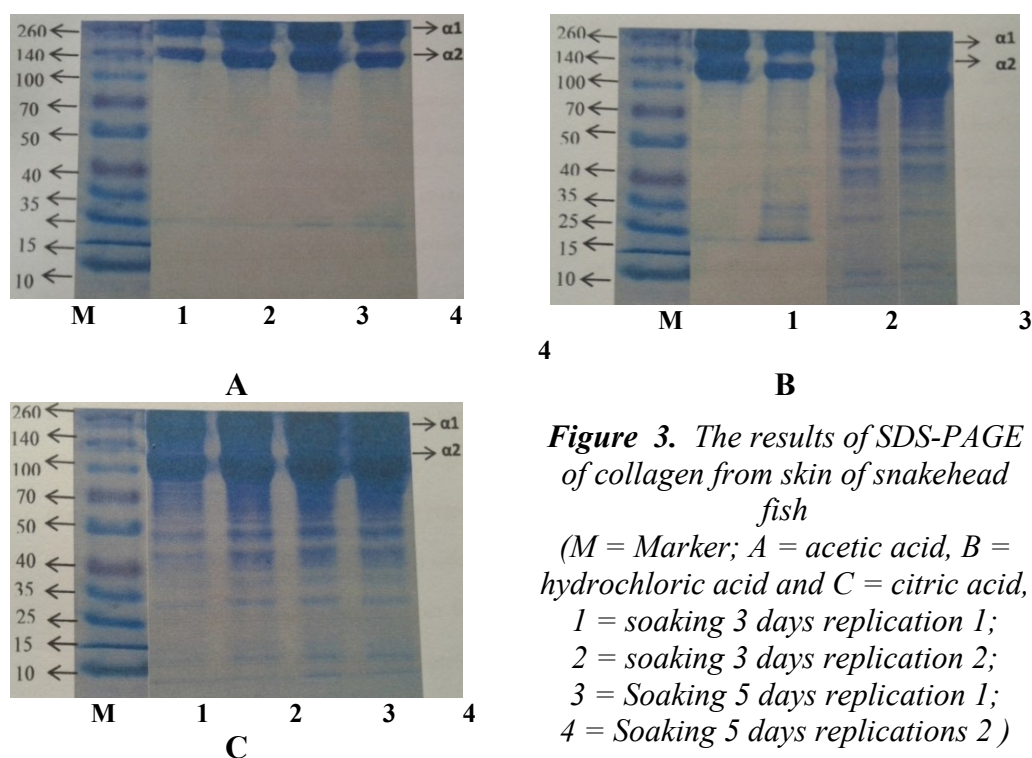 260
140
100
70
50
40
35
15
10
α1
α2
M 1 2 3 4
A
260
140
100
70
50
40
35
25
15
10
α1
α2
M 1 2 3
4
B
260
140
100
70
50
40
35
25
15
10
α1
α2
M 1 2 3 4
C
Figure 3. The results of SDS-PAGE
of collagen from skin of snakehead
fish
(M = Marker; A = acetic acid, B =
hydrochloric acid and C = citric acid,
1 = soaking 3 days replication 1;
2 = soaking 3 days replication 2;
3 = Soaking 5 days replication 1;
4 = Soaking 5 days replications 2 )